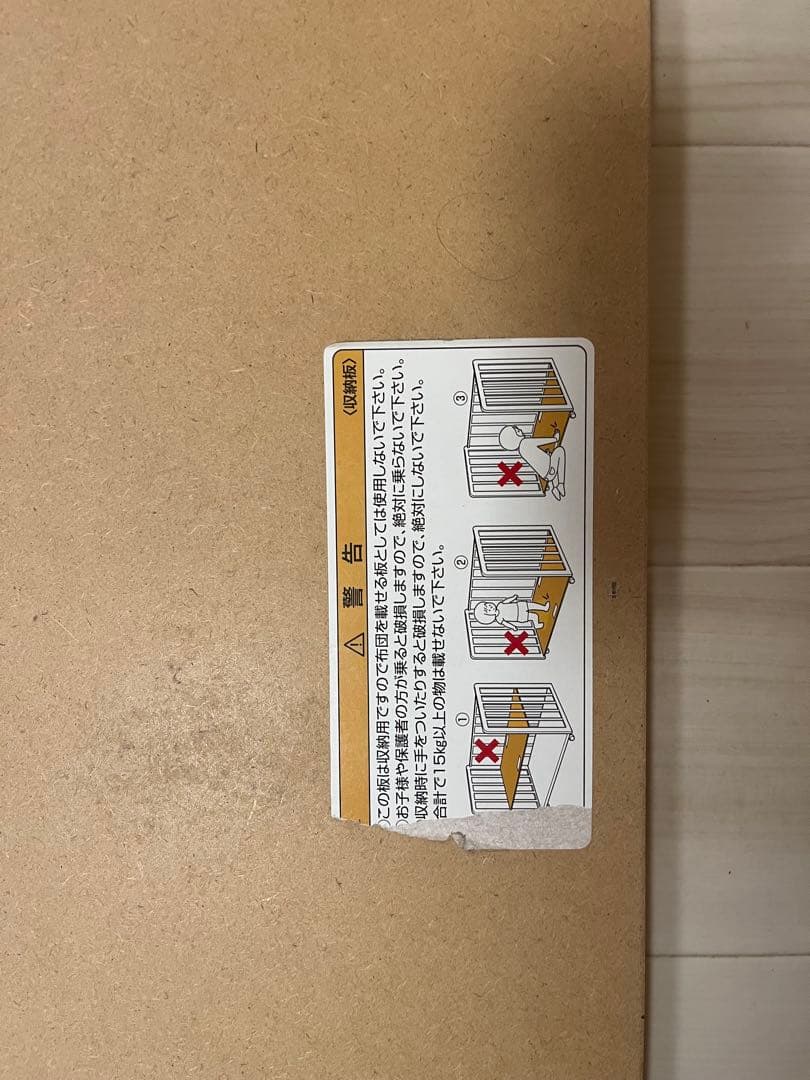 ⚠ 警告 〈収納板〉
①この板は収納用ですので布団を載せる板としては使用しないで下さい。
②お子様や保護者の方が乗ると破損しますので、絶対に乗らないで下さい。
③収納時に手をついたりすると破損しますので、絶対にしないで下さい。
合計で15kg以上の物は載せないで下さい。
① ② ③